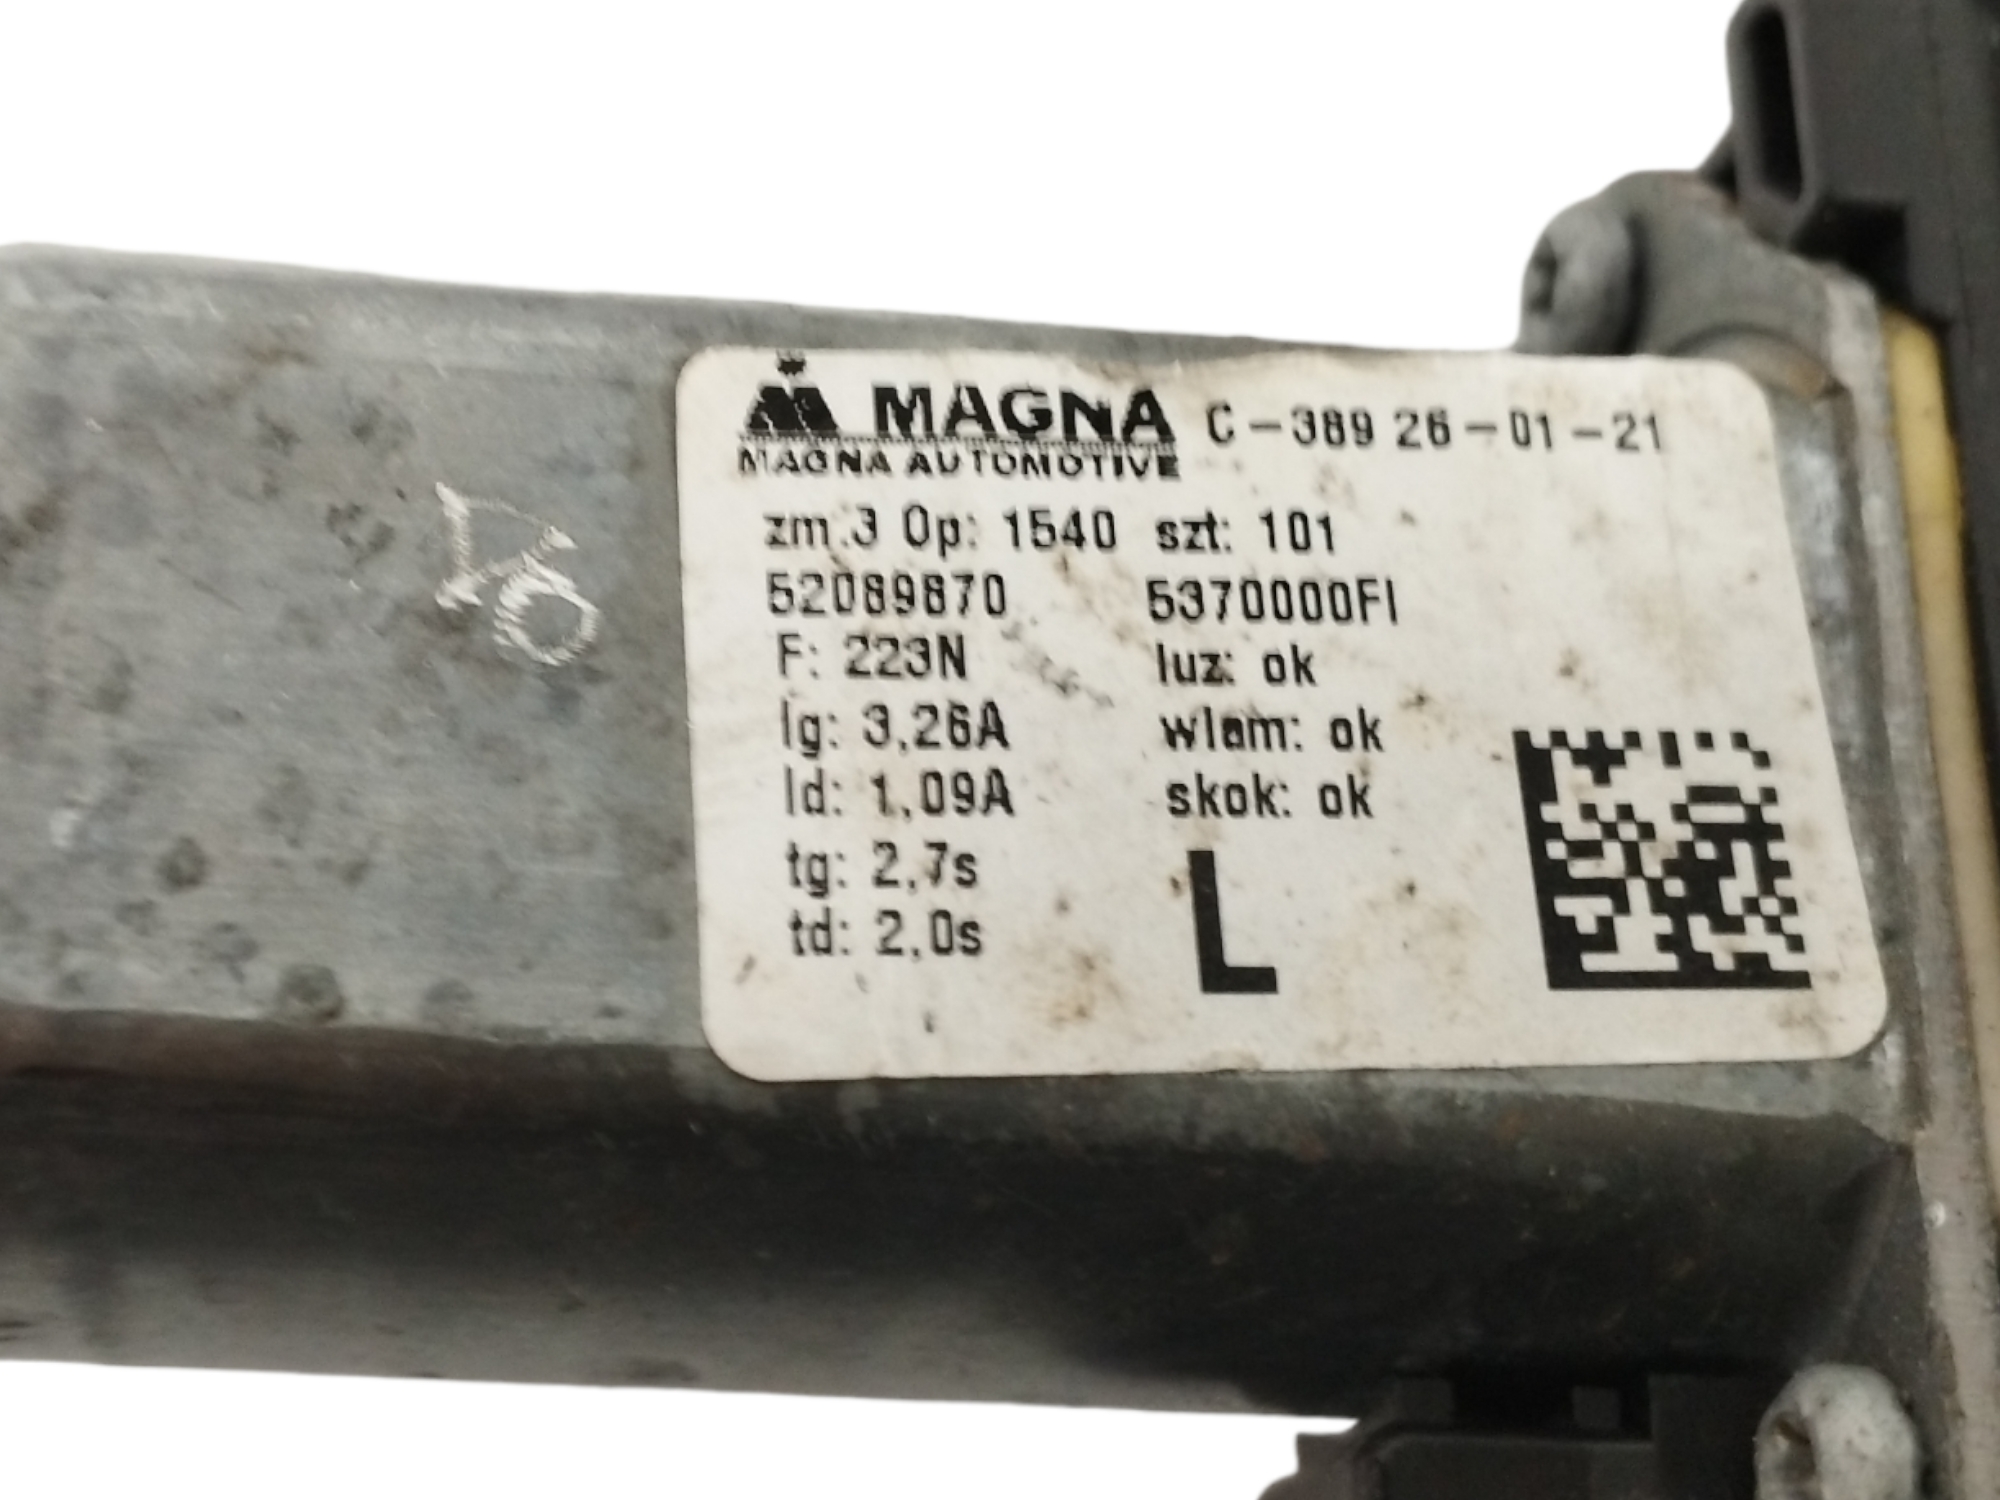 MAGNA C-389 26-01-21
MAGNA AUTOMOTIVE
zm.3 Op: 1540 szt: 101
52089870 5370000FI
F: 223N luz: ok
Ig: 3,26A wlam: ok
Id: 1,09A skok: ok
tg: 2,7s
td: 2,0s
L